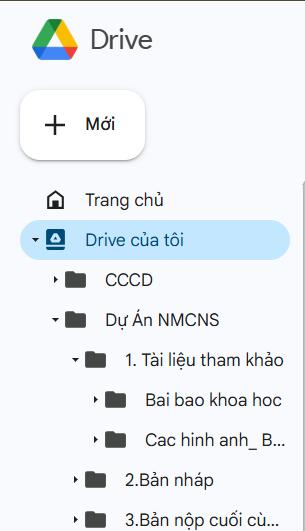 Drive
Mới
Trang chủ
Drive của tôi
CCCD
Dự Án NMCNS
1. Tài liệu tham khảo
Bai bao khoa hoc
Cac hinh anh_ B...
2.Bản nháp
3.Bản nộp cuối cù...